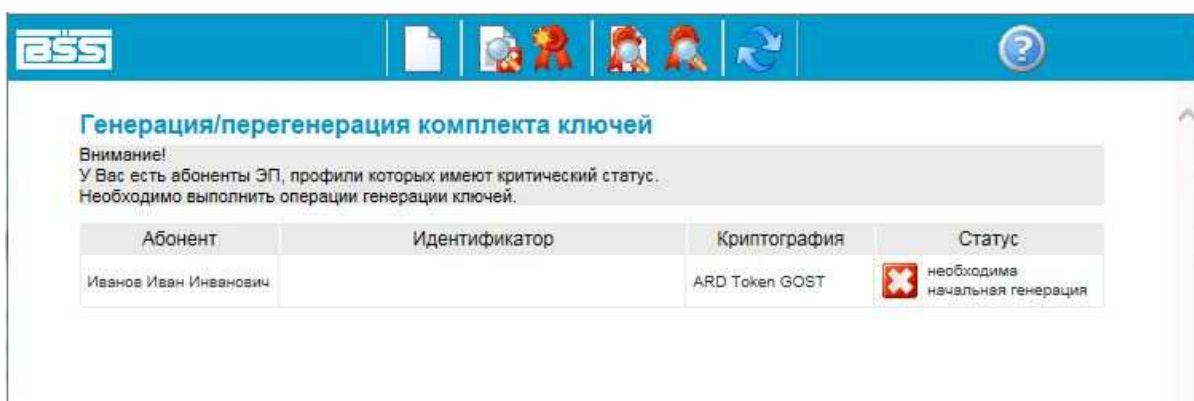 BSS
Генерация/перегенерация комплекта ключей
Внимание!
У Вас есть абоненты ЭП, профили которых имеют критический статус.
Необходимо выполнить операции генерации ключей.
Абонент Идентификатор Криптография Статус
Иванов Иван Инванович ARD Token GOST необходима
начальная генерация